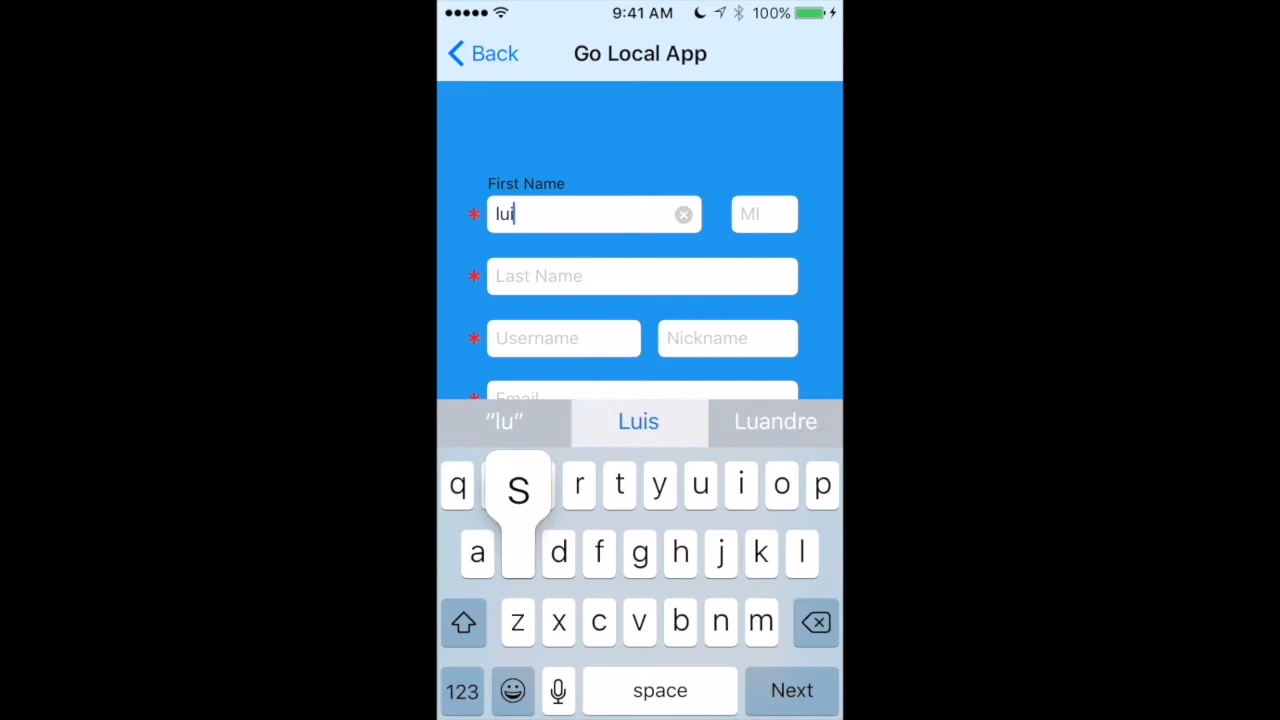 9:41 AM 100%
Back Go Local App
First Name
* lui MI
* Last Name
* Username Nickname
* Email
“lu” Luis Luandre
q S r t y u i o p
a d f g h j k l
z x c v b n m
123 space Next